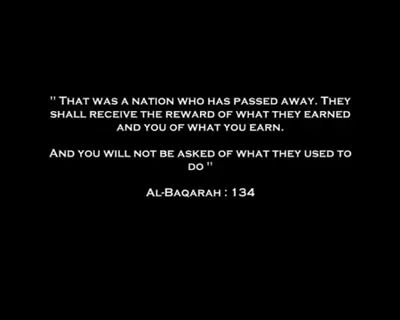 " That was a nation who has passed away. They
shall receive the reward of what they earned
and you of what you earn.
And you will not be asked of what they used to
do "
Al-Baqarah : 134